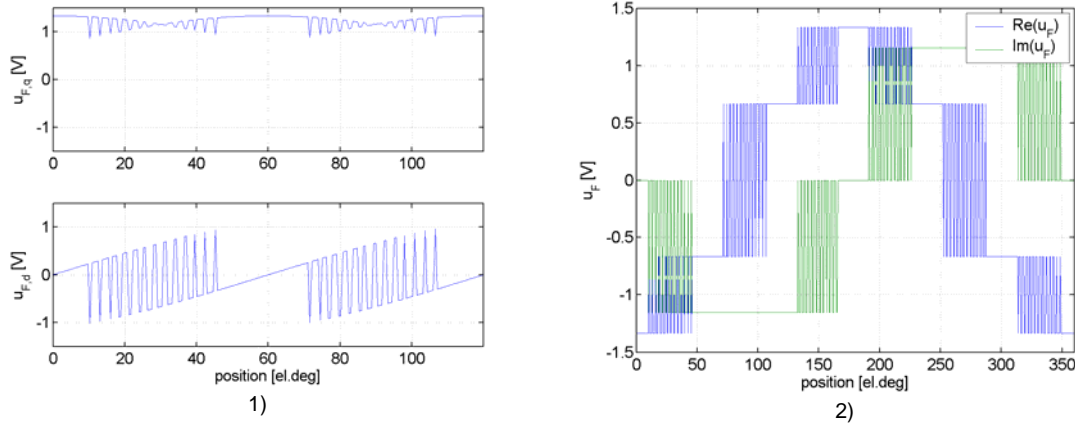 1
0
-1
u_F,q [V]
0 20 40 60 80 100
1
0
-1
u_F,d [V]
0 20 40 60 80 100
position [el.deg]
1)
1.5
1
0.5
0
-0.5
-1
-1.5
u_F [V]
0 50 100 150 200 250 300 350
position [el.deg]
Re(u_F)
Im(u_F)
2)